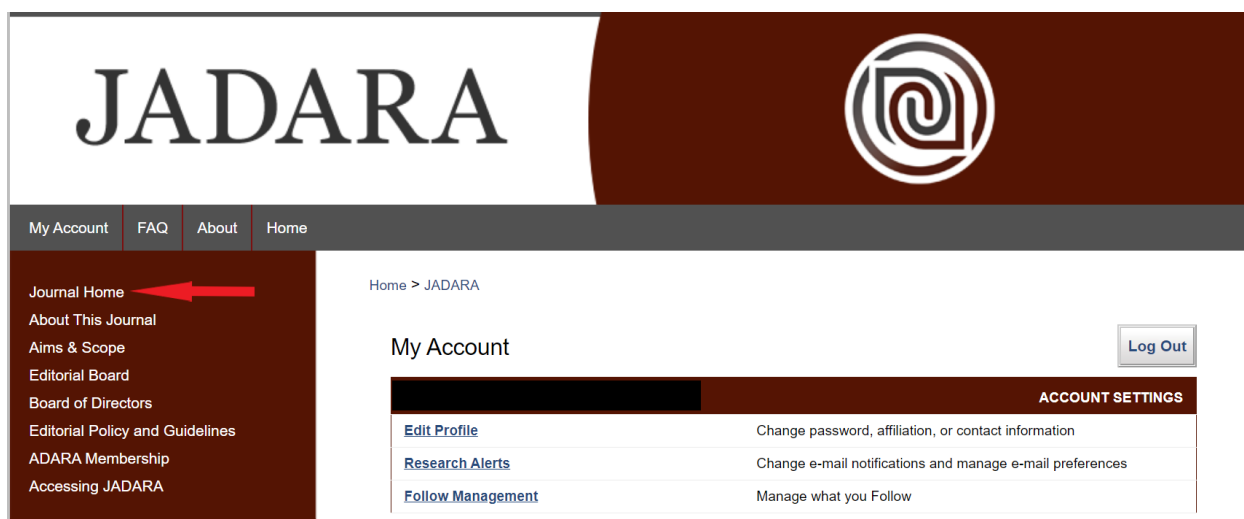 JADARA
My Account FAQ About Home
Journal Home
About This Journal
Aims & Scope
Editorial Board
Board of Directors
Editorial Policy and Guidelines
ADARA Membership
Accessing JADARA
Home > JADARA
My Account
Log Out
ACCOUNT SETTINGS
Edit Profile Change password, affiliation, or contact information
Research Alerts Change e-mail notifications and manage e-mail preferences
Follow Management Manage what you Follow